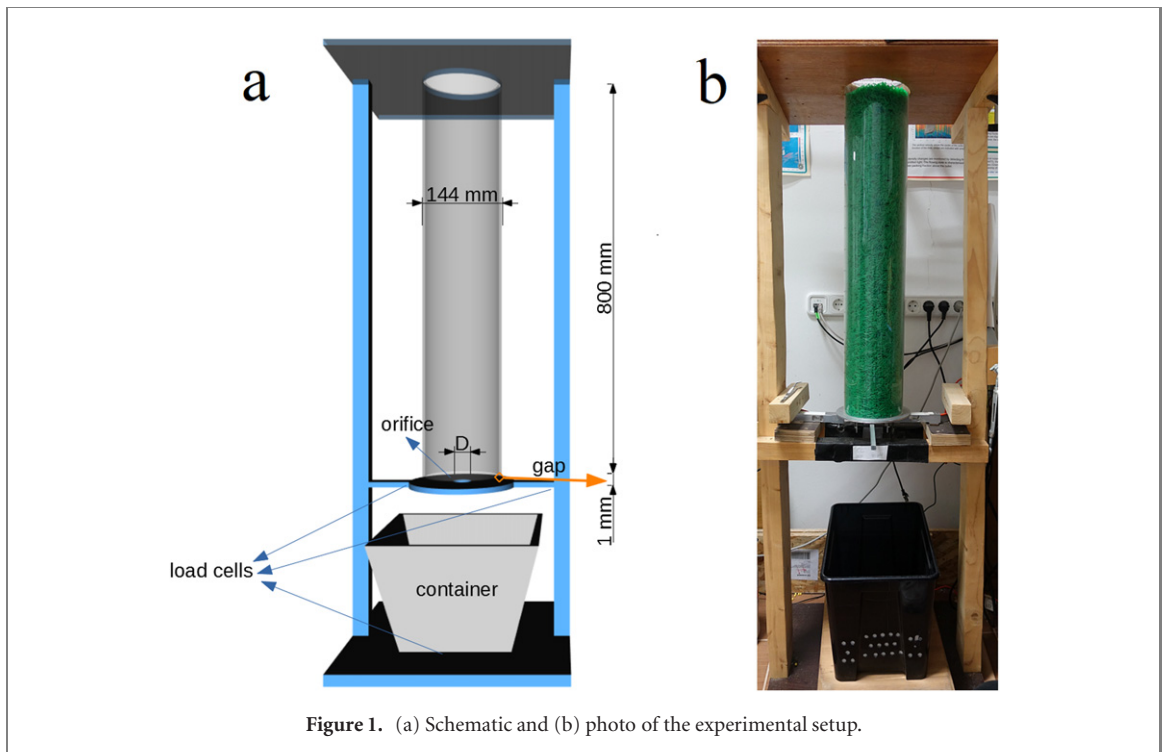 a
b
144 mm
800 mm
orifice
D
gap
1 mm
load cells
container
Figure 1. (a) Schematic and (b) photo of the experimental setup.